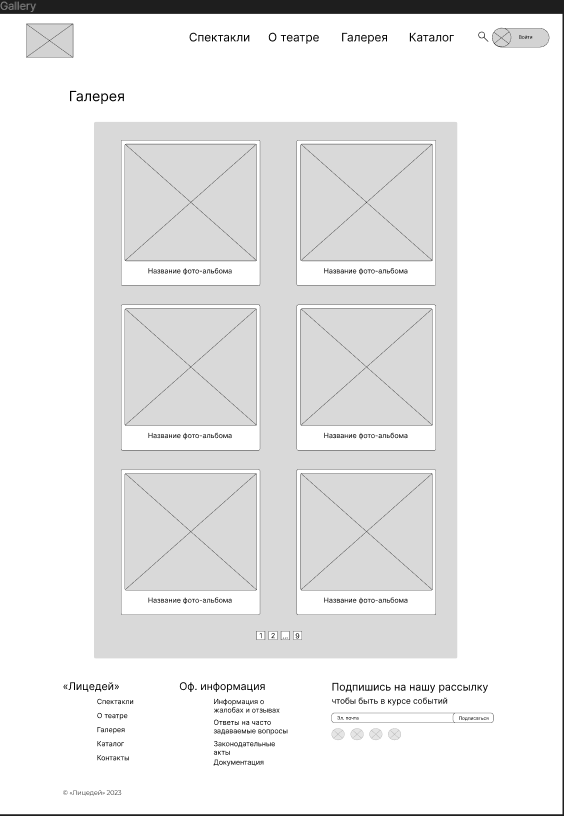 Gallery
Спектакли О театре Галерея Каталог Войти
Галерея
Название фото-альбома Название фото-альбома
Название фото-альбома Название фото-альбома
Название фото-альбома Название фото-альбома
1 2 ... 9
«Лицедей»
Спектакли
О театре
Галерея
Каталог
Контакты
Оф. информация
Информация о
жалобах и отзывах
Ответы на часто
задаваемые вопросы
Законодательные
акты
Документация
Подпишись на нашу рассылку
чтобы быть в курсе событий
Эл. почта Подписаться
© «Лицедей» 2023